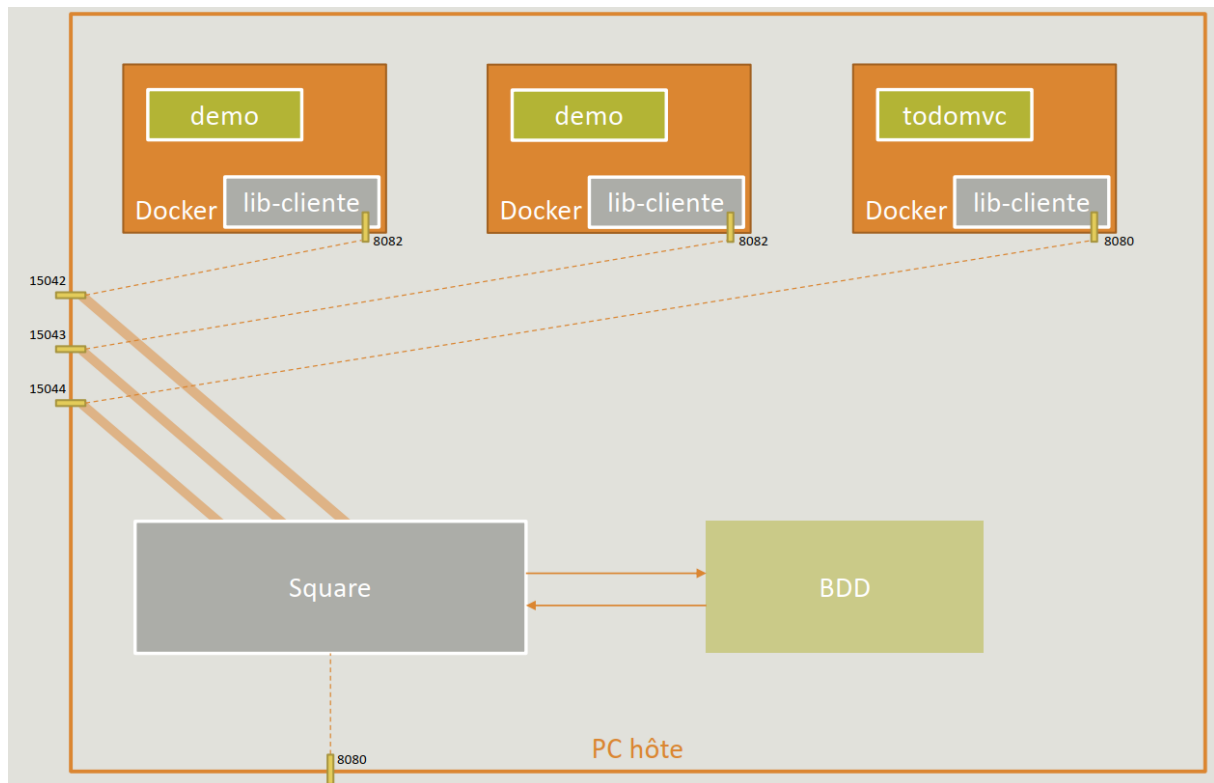 demo
demo
todomvc
Docker
lib-cliente
Docker
lib-cliente
Docker
lib-cliente
8082
8082
8080
15042
15043
15044
Square
BDD
PC hôte
8080